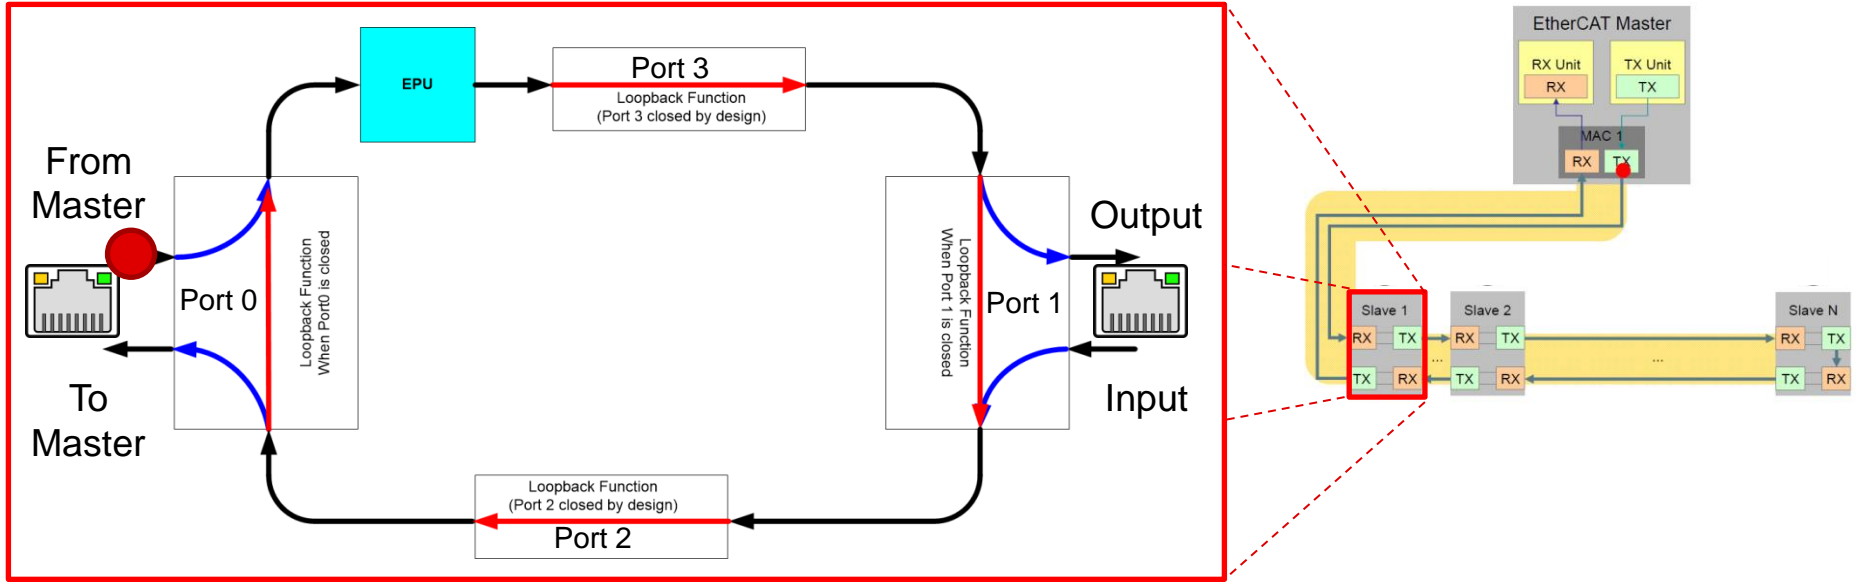 From
Master
To
Master
Port 0
Loopback Function
When Port0 is closed
EPU
Port 3
Loopback Function
(Port 3 closed by design)
Loopback Function
When Port 1 is closed
Port 1
Output
Input
Loopback Function
(Port 2 closed by design)
Port 2
EtherCAT Master
RX Unit
TX Unit
RX
TX
MAC 1
RX
TX
Slave 1
Slave 2
Slave N
RX
TX
RX
TX
RX
TX
...
...
TX
RX
TX
RX
TX
RX